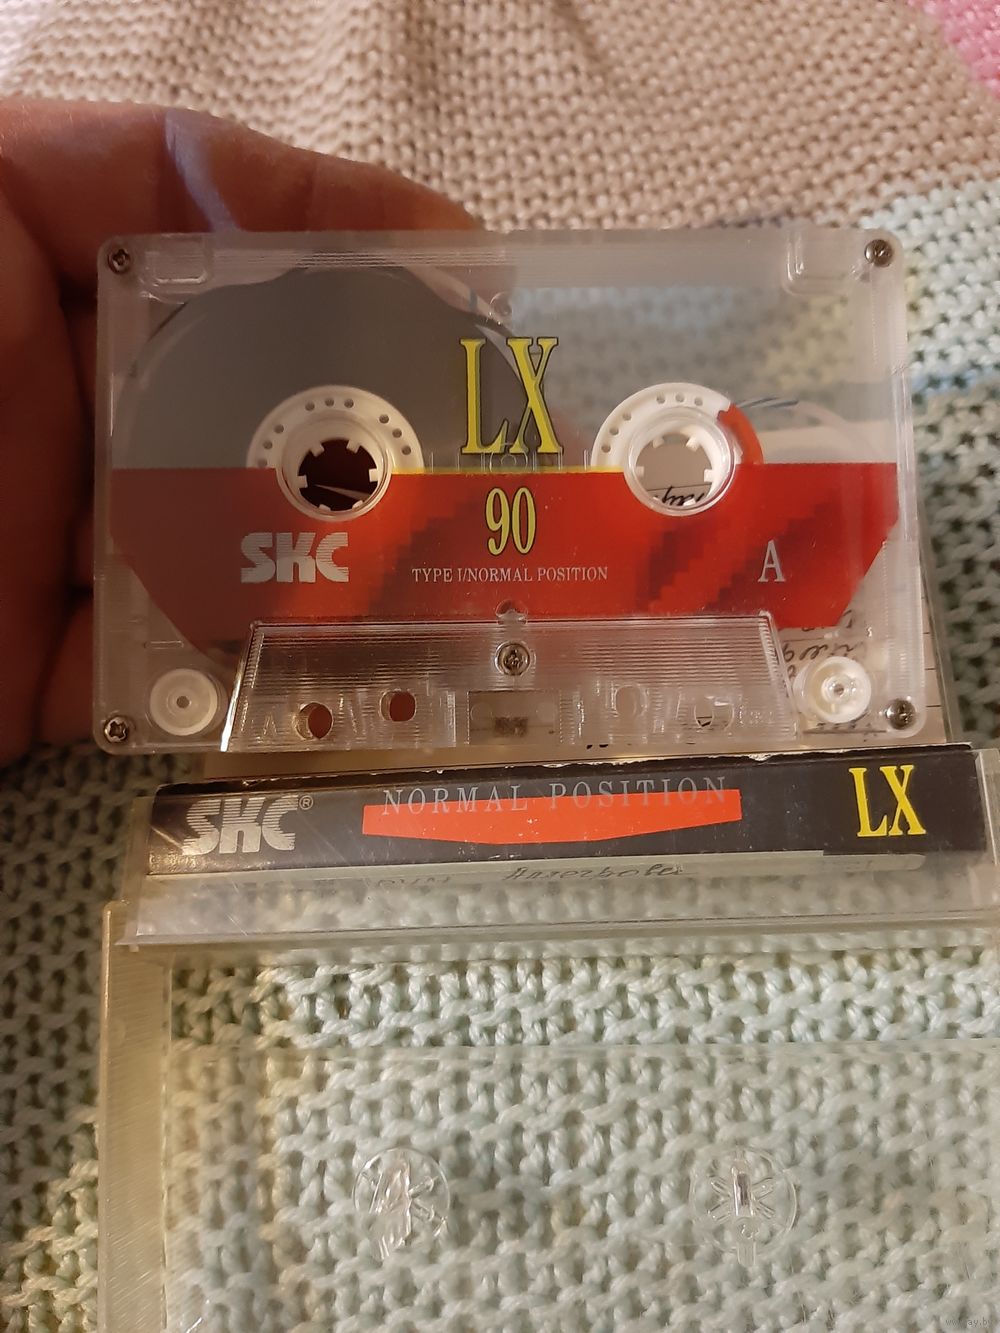 LX
90
SKC
TYPE I/NORMAL POSITION
A
SKC®
NORMAL POSITION
LX